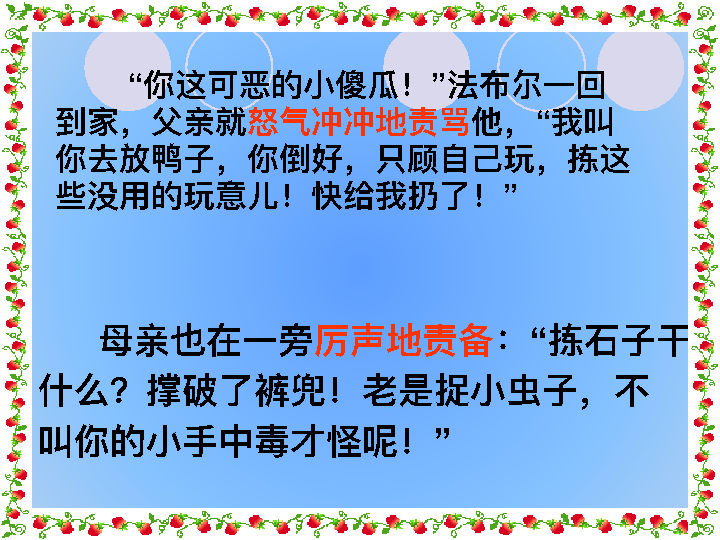 “你这可恶的小傻瓜！”法布尔一回
到家，父亲就怒气冲冲地责骂他，“我叫
你去放鸭子，你倒好，只顾自己玩，拣这
些没用的玩意儿！快给我扔了！”
母亲也在一旁厉声地责备：“拣石子干
什么？撑破了裤兜！老是捉小虫子，不
叫你的小手中毒才怪呢！”